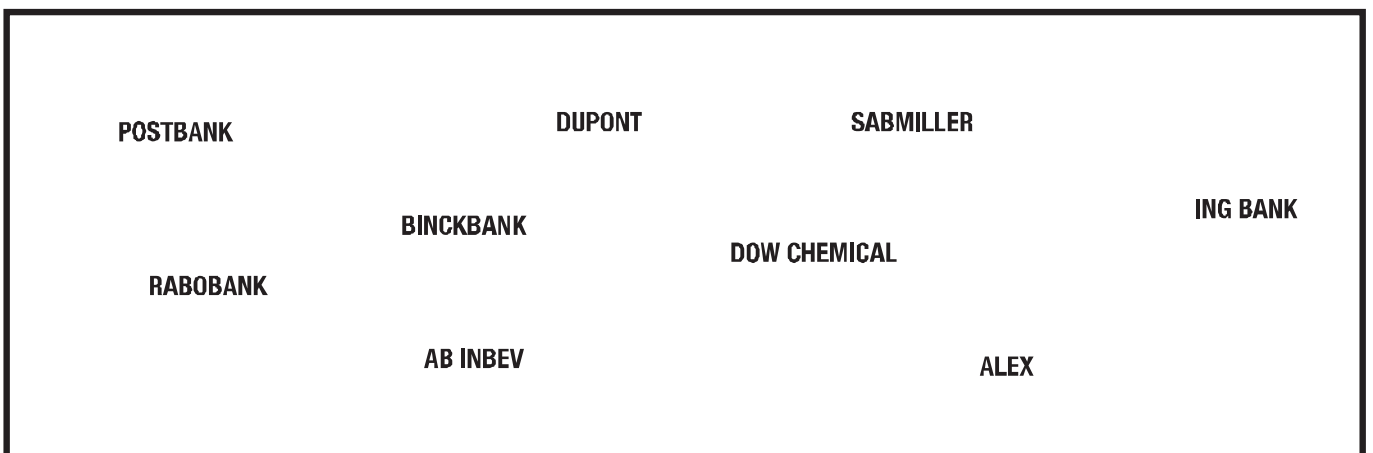 DUPONT
SABMILLER
POSTBANK
ING BANK
BINCKBANK
DOW CHEMICAL
RABOBANK
AB INBEV
ALEX